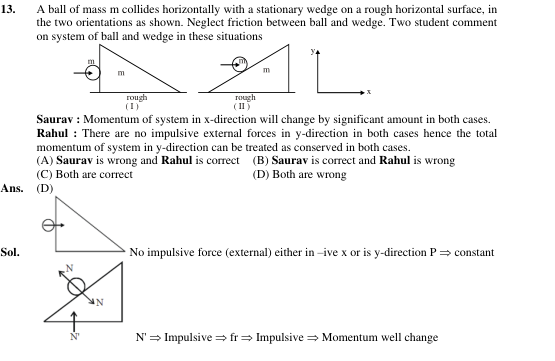 13. A ball of mass m collides horizontally with a stationary wedge on a rough horizontal surface, in
the two orientations as shown. Neglect friction between ball and wedge. Two student comment
on system of ball and wedge in these situations
m
m
rough
( I )
m
m
rough
( II )
y
x
Saurav : Momentum of system in x-direction will change by significant amount in both cases.
Rahul : There are no impulsive external forces in y-direction in both cases hence the total
momentum of system in y-direction can be treated as conserved in both cases.
(A) Saurav is wrong and Rahul is correct (B) Saurav is correct and Rahul is wrong
(C) Both are correct (D) Both are wrong
Ans. (D)
Sol. No impulsive force (external) either in –ive x or is y-direction P ⇒ constant
N
N
N'
N' ⇒ Impulsive ⇒ fr ⇒ Impulsive ⇒ Momentum well change